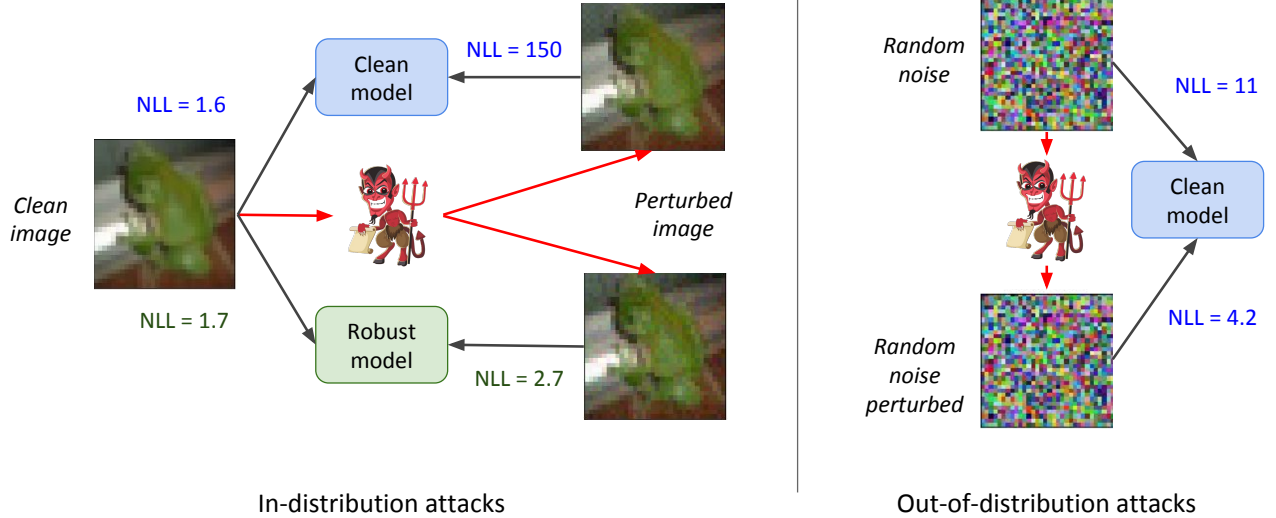 Clean
model
NLL = 150
NLL = 1.6
Clean
image
Perturbed
image
NLL = 1.7
Robust
model
NLL = 2.7
In-distribution attacks
Random
noise
NLL = 11
Clean
model
NLL = 4.2
Random
noise
perturbed
Out-of-distribution attacks